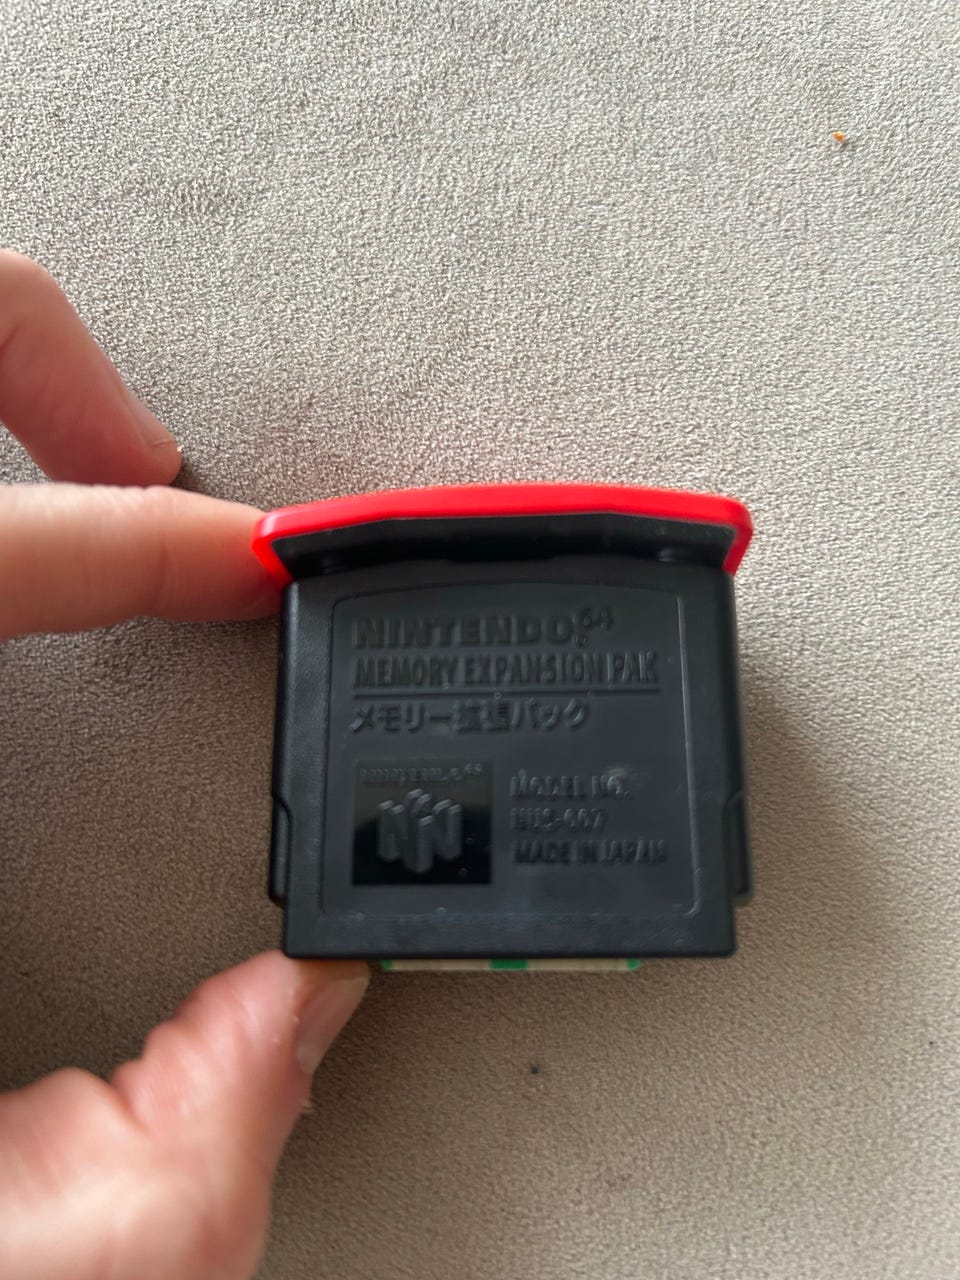 NINTENDO64
MEMORY EXPANSION PAK
メモリー拡張パック
NINTENDO64
MODEL NO.
NUS-007
MADE IN JAPAN